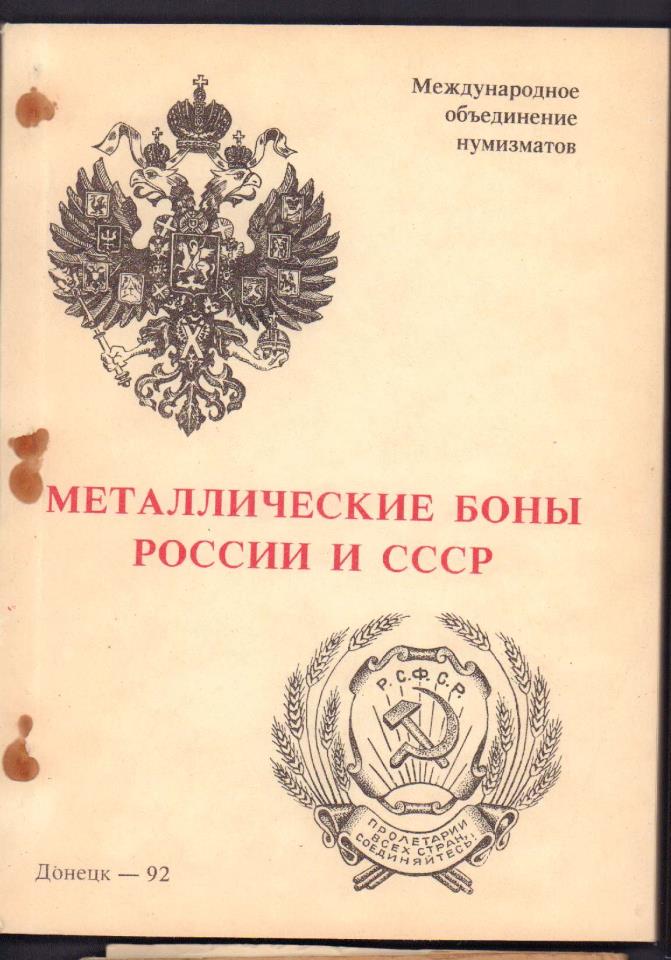 Международное
объединение
нумизматов
МЕТАЛЛИЧЕСКИЕ БОНЫ
РОССИИ И СССР
Р.С.Ф.С.Р.
ПРОЛЕТАРИИ
ВСЕХ СТРАН,
СОЕДИНЯЙТЕСЬ!
Донецк — 92